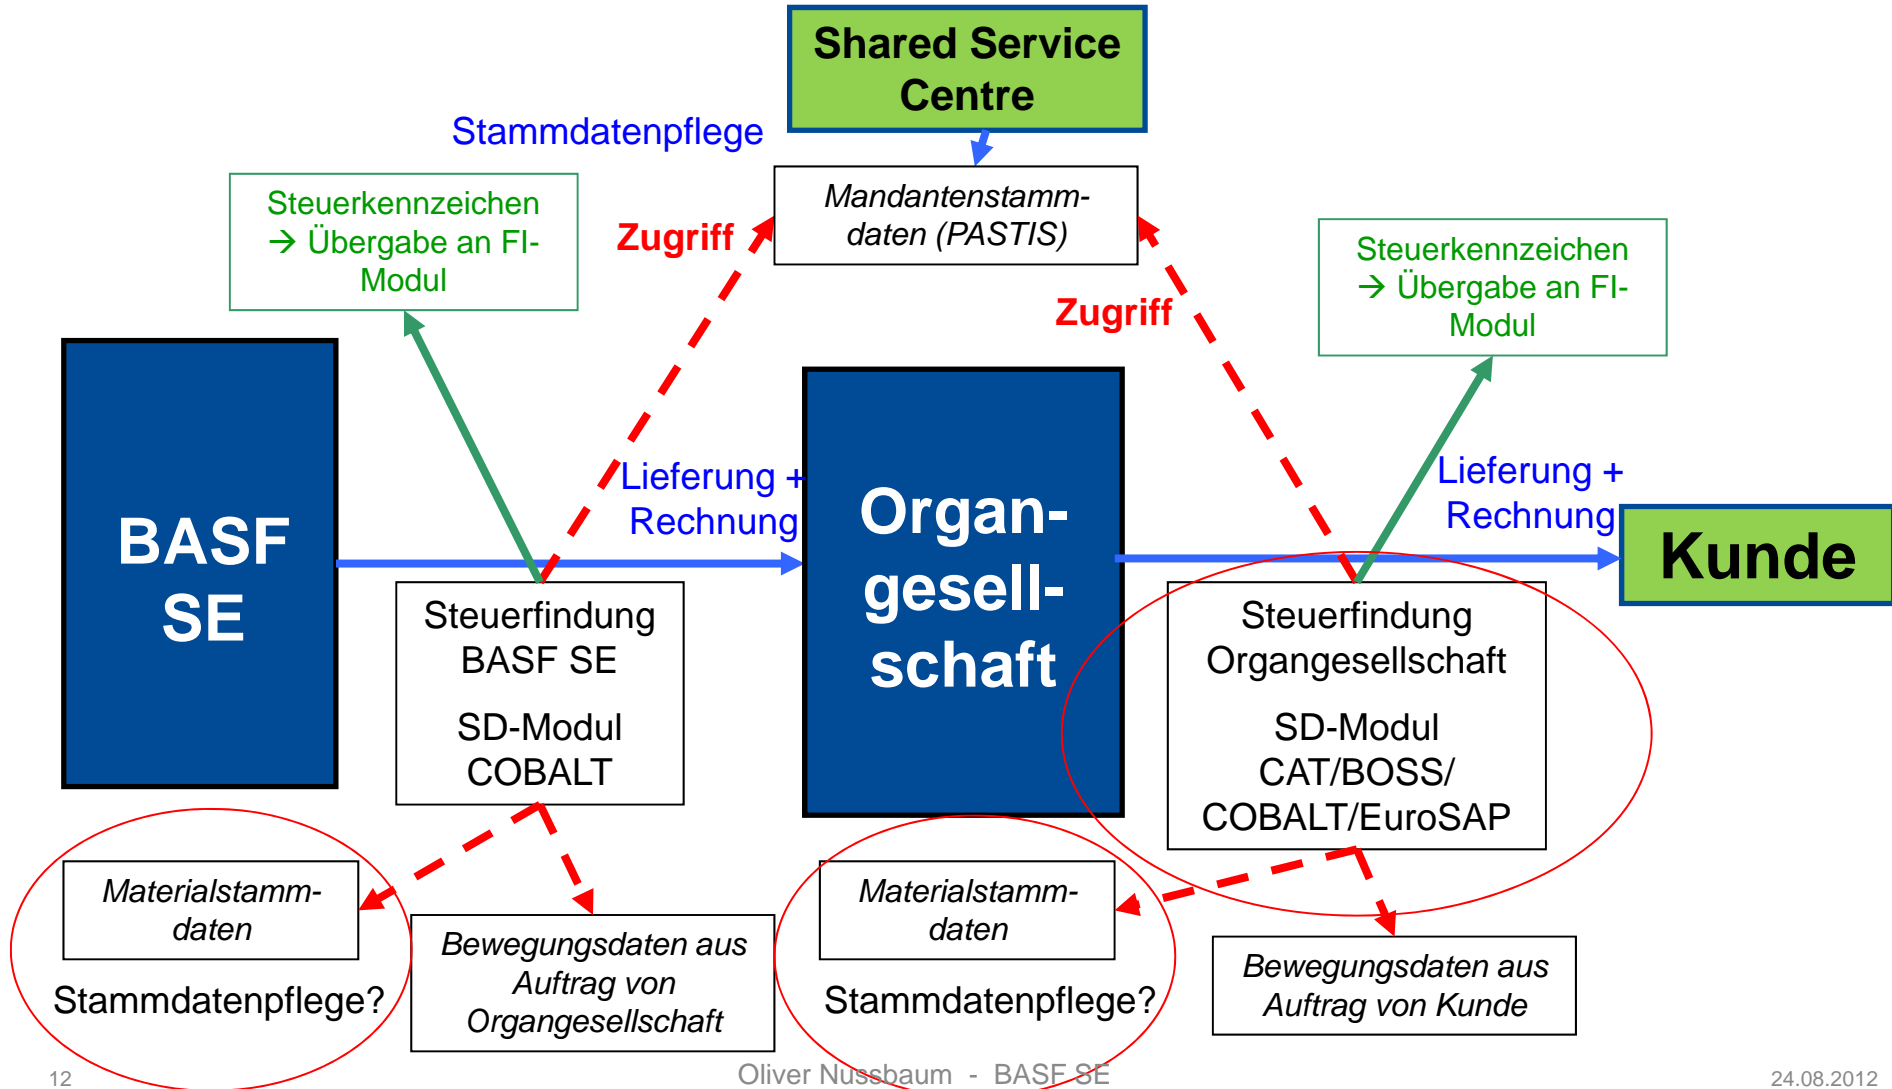 Shared Service
Centre
Stammdatenpflege
Steuerkennzeichen
→ Übergabe an FI-
Modul
Zugriff
Mandantenstamm-
daten (PASTIS)
Zugriff
Steuerkennzeichen
→ Übergabe an FI-
Modul
BASF
SE
Lieferung +
Rechnung
Organ-
gesell-
schaft
Lieferung +
Rechnung
Kunde
Steuerfindung
BASF SE
SD-Modul
COBALT
Steuerfindung
Organgesellschaft
SD-Modul
CAT/BOSS/
COBALT/EuroSAP
Materialstamm-
daten
Stammdatenpflege?
Bewegungsdaten aus
Auftrag von
Organgesellschaft
Materialstamm-
daten
Stammdatenpflege?
Bewegungsdaten aus
Auftrag von Kunde
12
Oliver Nussbaum - BASF SE
24.08.2012